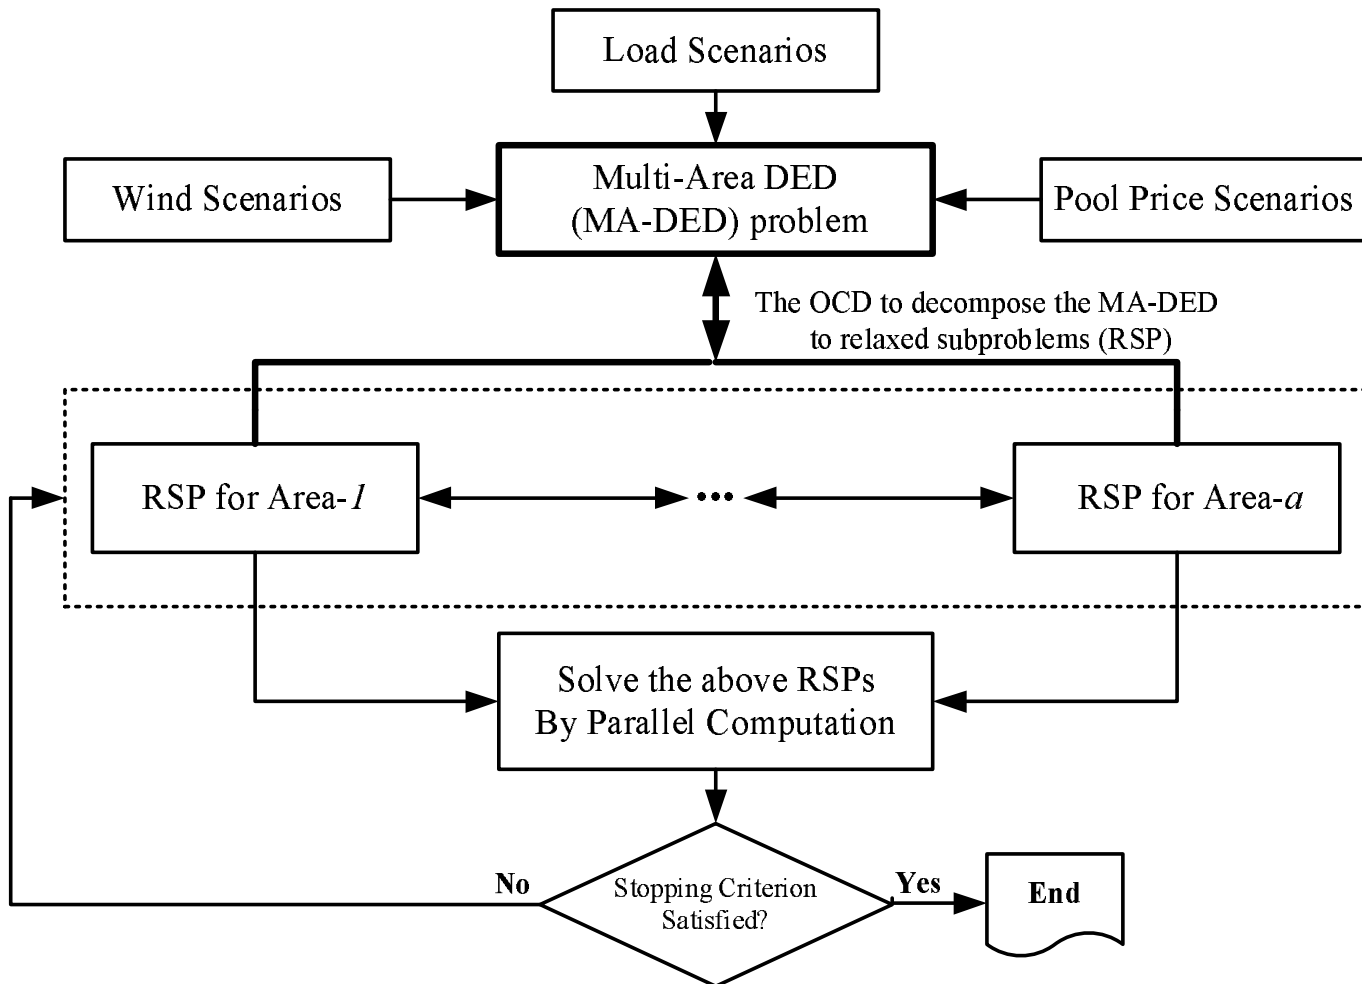 Load Scenarios
Wind Scenarios
Multi-Area DED
(MA-DED) problem
Pool Price Scenarios
The OCD to decompose the MA-DED
to relaxed subproblems (RSP)
RSP for Area-1
...
RSP for Area-a
Solve the above RSPs
By Parallel Computation
No
Stopping Criterion
Satisfied?
Yes
End